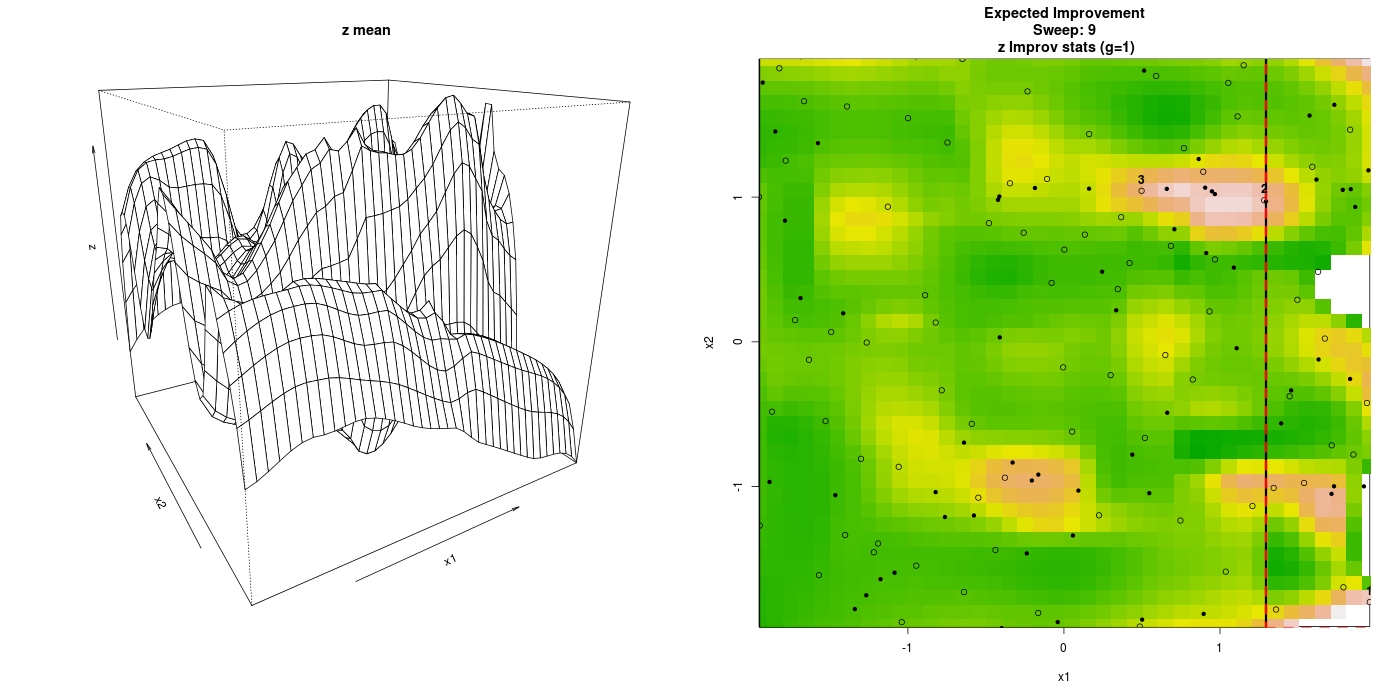 z mean
z
x2
x1
Expected Improvement
Sweep: 9
z Improv stats (g=1)
x2
1
0
-1
3
2
1
-1
0
1
x1